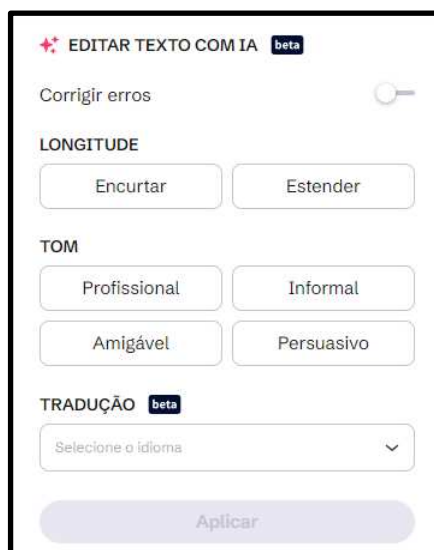 EDITAR TEXTO COM IA beta
Corrigir erros
LONGITUDE
Encurtar Estender
TOM
Profissional Informal
Amigável Persuasivo
TRADUÇÃO beta
Selecione o idioma
Aplicar